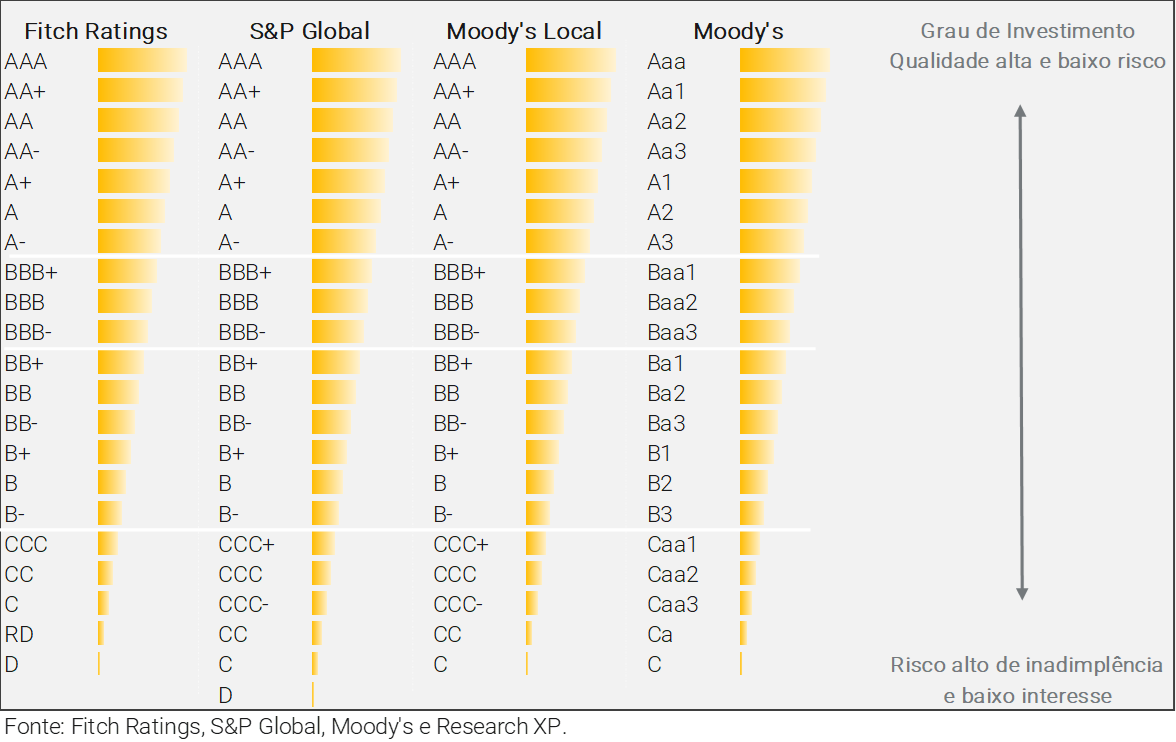 Fitch Ratings S&P Global Moody's Local Moody's Grau de Investimento
AAA AAA AAA Aaa Qualidade alta e baixo risco
AA+ AA+ AA+ Aa1
AA AA AA Aa2
AA- AA- AA- Aa3
A+ A+ A+ A1
A A A A2
A- A- A- A3
BBB+ BBB+ BBB+ Baa1
BBB BBB BBB Baa2
BBB- BBB- BBB- Baa3
BB+ BB+ BB+ Ba1
BB BB BB Ba2
BB- BB- BB- Ba3
B+ B+ B+ B1
B B B B2
B- B- B- B3
CCC CCC+ CCC+ Caa1
CC CCC CCC Caa2
C CCC- CCC- Caa3
RD CC CC Ca
D C C C Risco alto de inadimplência
D e baixo interesse
Fonte: Fitch Ratings, S&P Global, Moody's e Research XP.